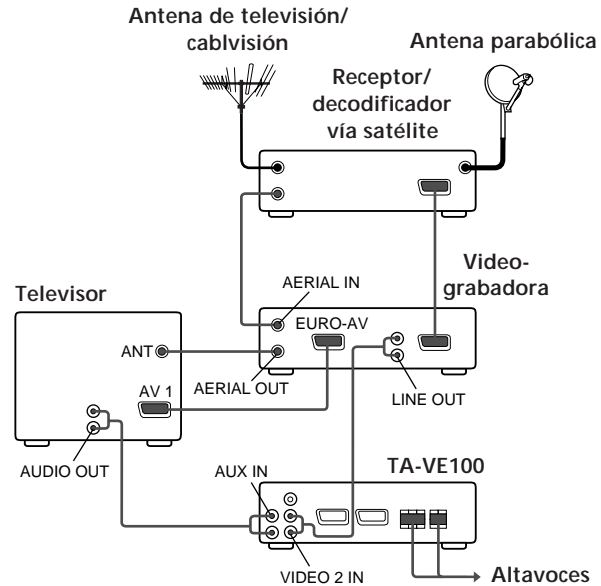 Antena de televisión/
cablvisión
Antena parabólica
Receptor/
decodificador
vía satélite
Video-
grabadora
Televisor
AERIAL IN
EURO-AV
ANT
AV 1
AERIAL OUT
LINE OUT
AUDIO OUT
AUX IN
TA-VE100
VIDEO 2 IN
Altavoces